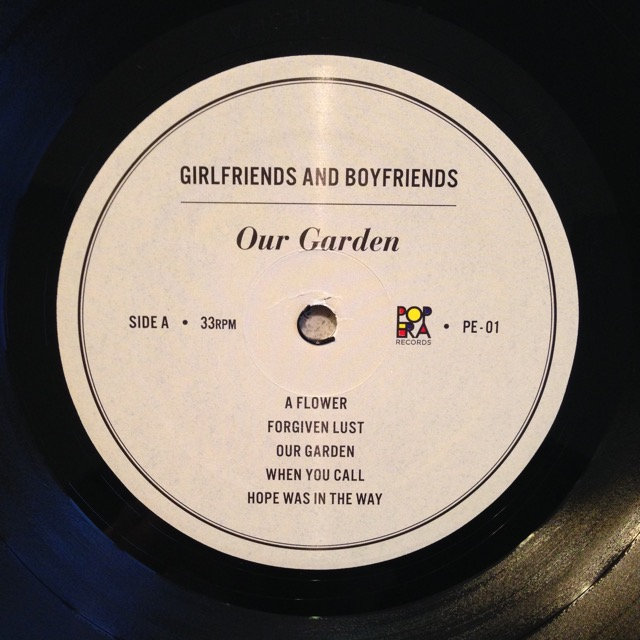 GIRLFRIENDS AND BOYFRIENDS
Our Garden
SIDE A • 33RPM
POP
ERA
RECORDS
• PE-01
A FLOWER
FORGIVEN LUST
OUR GARDEN
WHEN YOU CALL
HOPE WAS IN THE WAY